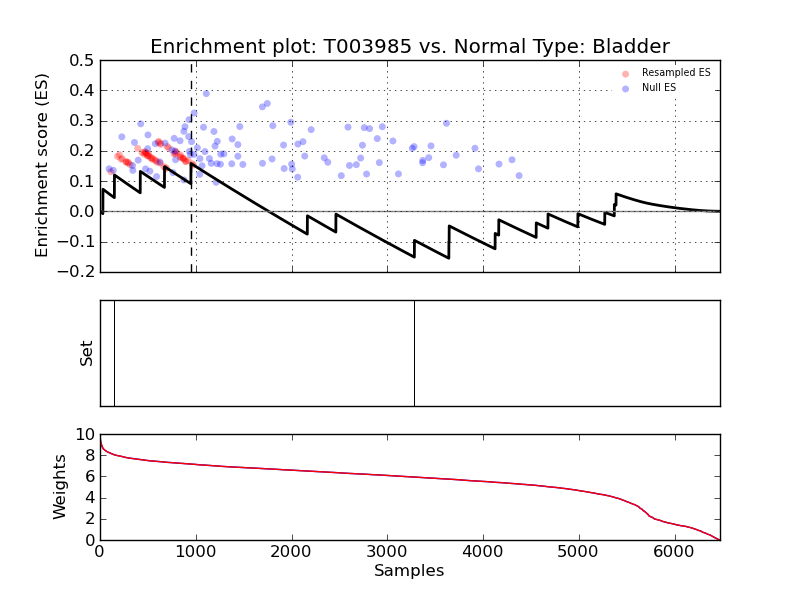 Enrichment plot: T003985 vs. Normal Type: Bladder
Enrichment score (ES)
0.5
0.4
0.3
0.2
0.1
0.0
−0.1
−0.2
Resampled ES
Null ES
Set
Weights
10
8
6
4
2
0
0 1000 2000 3000 4000 5000 6000
Samples